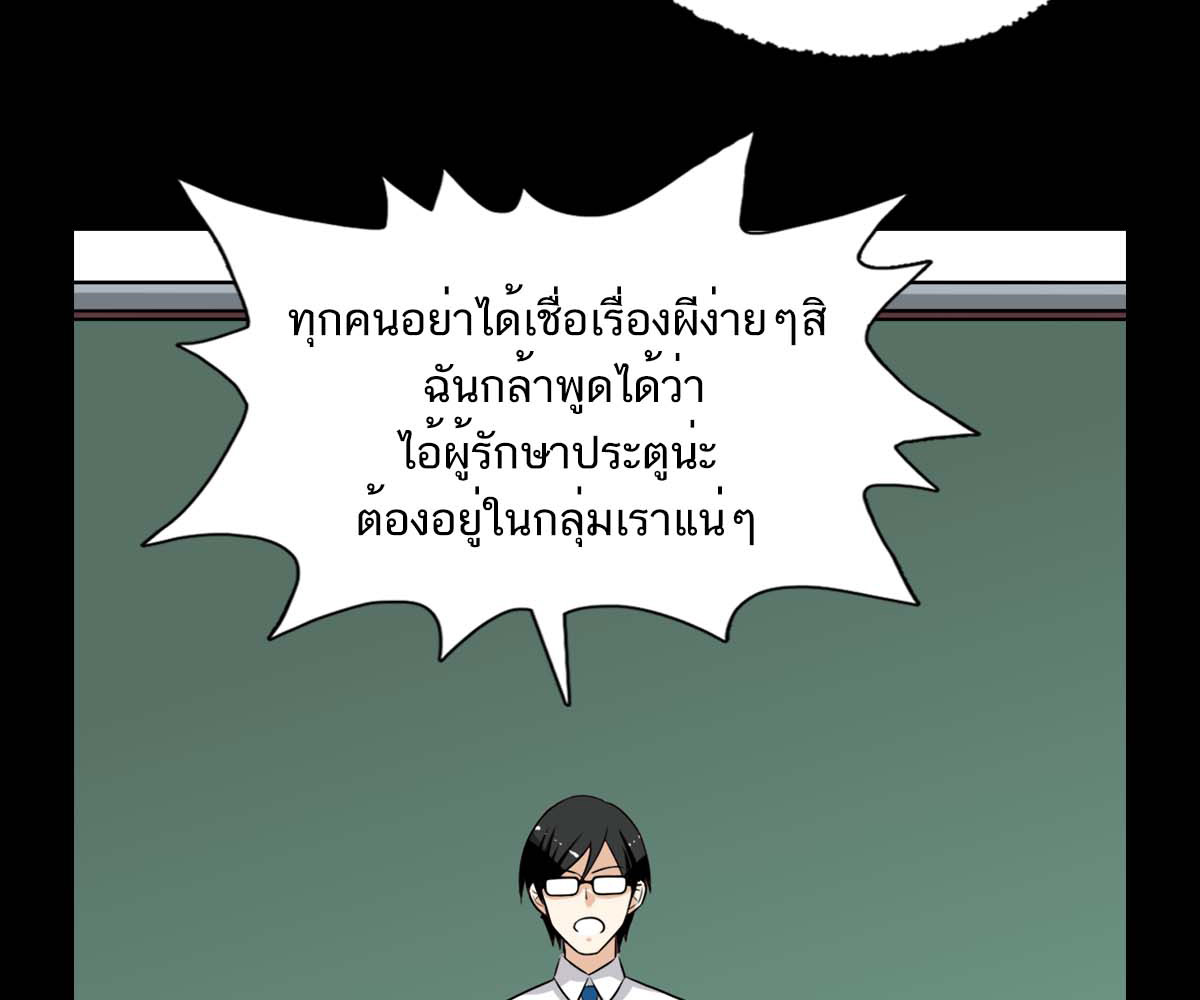 ทุกคนอย่าได้เชื่อเรื่องผีง่ายๆสิ
ฉันกล้าพูดได้ว่า
ไอ้ผู้รักษาประตูน่ะ
ต้องอยู่ในกลุ่มเราแน่ๆ